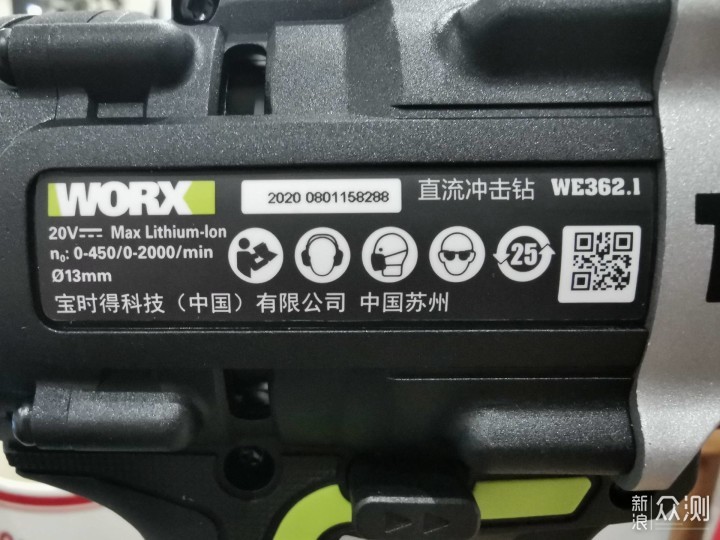 WORX
2020 0801158288
直流冲击钻 WE362.1
20V⎓ Max Lithium-Ion
n₀: 0-450/0-2000/min
Ø13mm
25
宝时得科技（中国）有限公司 中国苏州
新浪众测